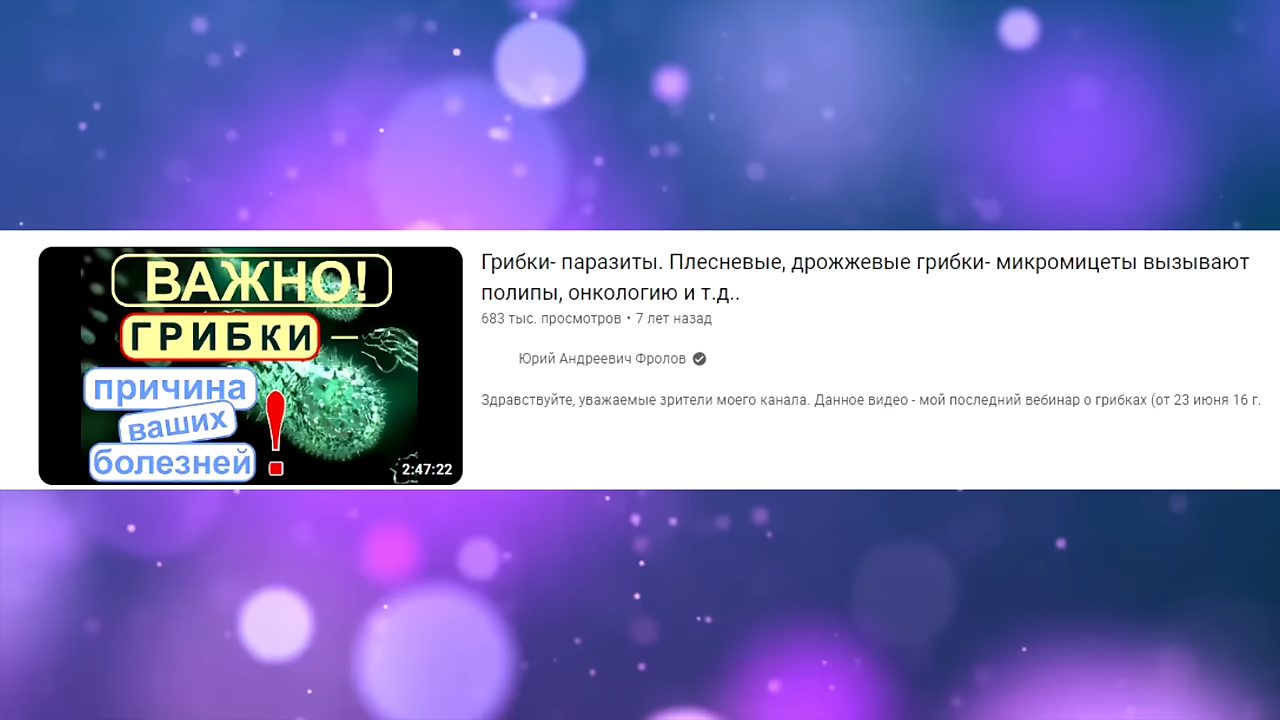 ВАЖНО!
ГРИБКИ —
причина
ваших
болезней
!
2:47:22
Грибки- паразиты. Плесневые, дрожжевые грибки- микромицеты вызывают
полипы, онкологию и т.д..
683 тыс. просмотров • 7 лет назад
Юрий Андреевич Фролов
Здравствуйте, уважаемые зрители моего канала. Данное видео - мой последний вебинар о грибках (от 23 июня 16 г.